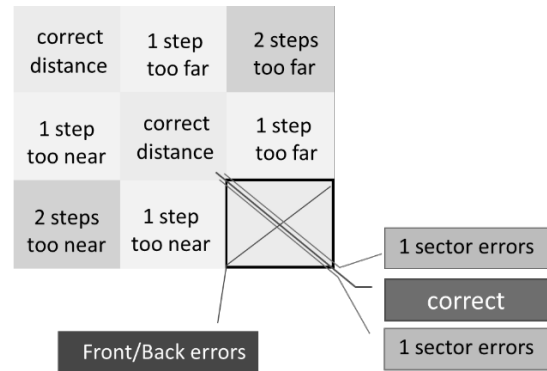 correct
distance
1 step
too far
2 steps
too far
1 step
too near
correct
distance
1 step
too far
2 steps
too near
1 step
too near
1 sector errors
correct
1 sector errors
Front/Back errors